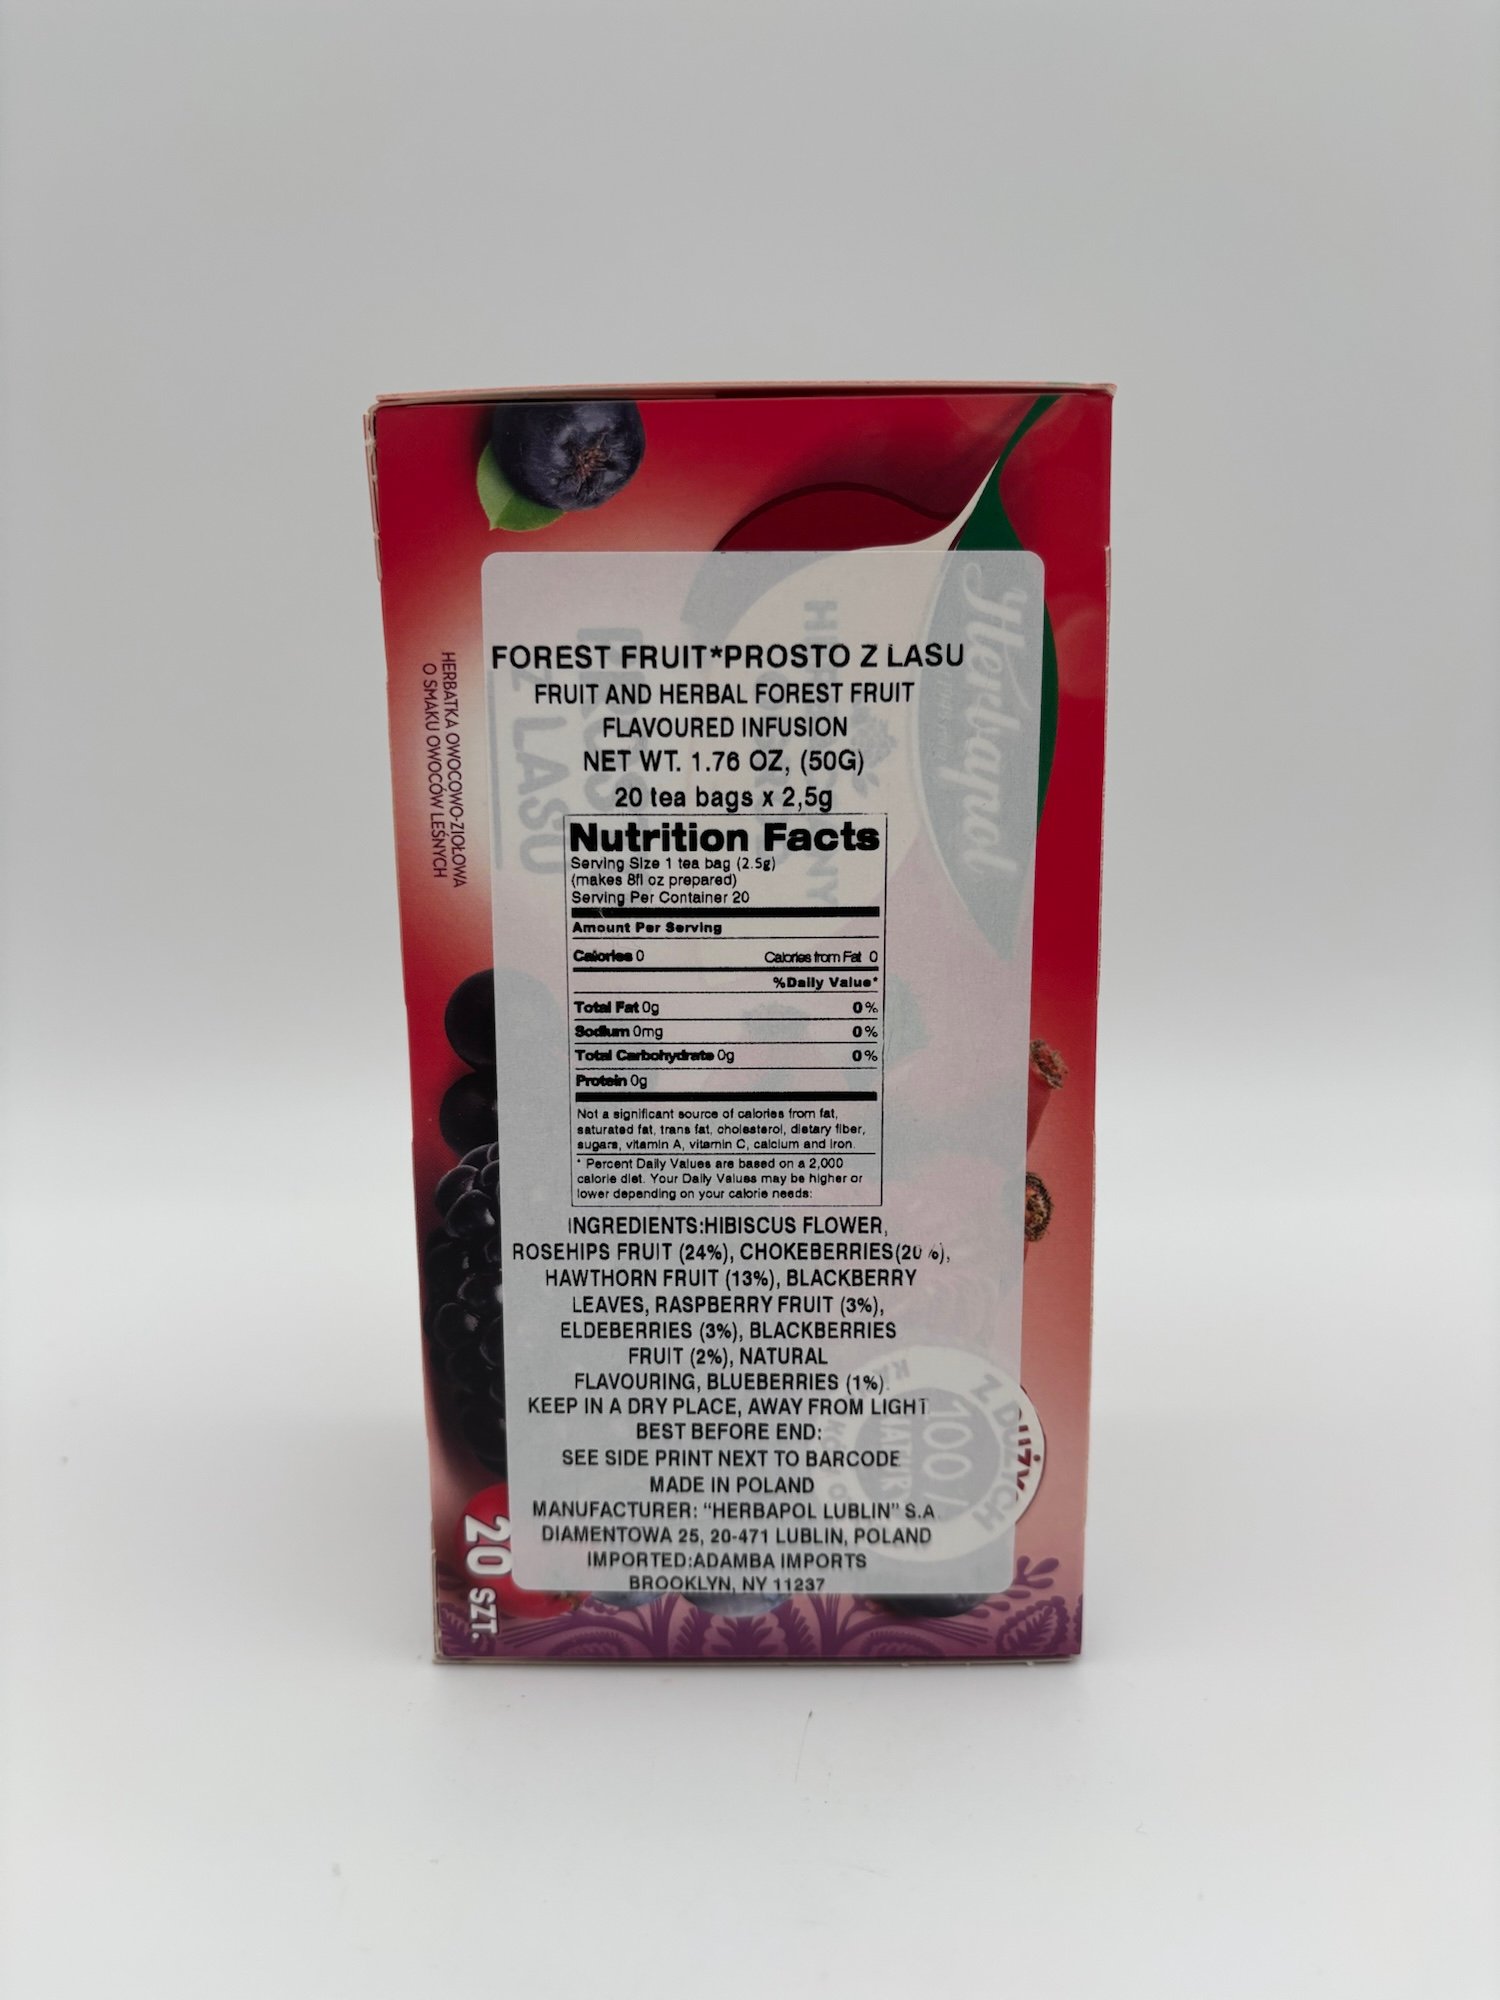 FOREST FRUIT*PROSTO Z LASU
FRUIT AND HERBAL FOREST FRUIT
FLAVOURED INFUSION
NET WT. 1.76 OZ, (50G)
20 tea bags x 2,5g
Nutrition Facts
Serving Size 1 tea bag (2.5g)
(makes 8fl oz prepared)
Serving Per Container 20
Amount Per Serving
Calories 0 Calories from Fat 0
%Daily Value*
Total Fat 0g 0%
Sodium 0mg 0%
Total Carbohydrate 0g 0%
Protein 0g
Not a significant source of calories from fat,
saturated fat, trans fat, cholesterol, dietary fiber,
sugars, vitamin A, vitamin C, calcium and iron.
* Percent Daily Values are based on a 2,000
calorie diet. Your Daily Values may be higher or
lower depending on your calorie needs:
INGREDIENTS:HIBISCUS FLOWER,
ROSEHIPS FRUIT (24%), CHOKEBERRIES(20%),
HAWTHORN FRUIT (13%), BLACKBERRY
LEAVES, RASPBERRY FRUIT (3%),
ELDEBERRIES (3%), BLACKBERRIES
FRUIT (2%), NATURAL
FLAVOURING, BLUEBERRIES (1%).
KEEP IN A DRY PLACE, AWAY FROM LIGHT
BEST BEFORE END:
SEE SIDE PRINT NEXT TO BARCODE
MADE IN POLAND
MANUFACTURER: “HERBAPOL LUBLIN” S.A.
DIAMENTOWA 25, 20-471 LUBLIN, POLAND
IMPORTED:ADAMBA IMPORTS
BROOKLYN, NY 11237
HERBATKA OWOCOWO-ZIOŁOWA
O SMAKU OWOCÓW LEŚNYCH
20 SZT.
Herbapol
Z LASU
Z DUŻYCH
100%